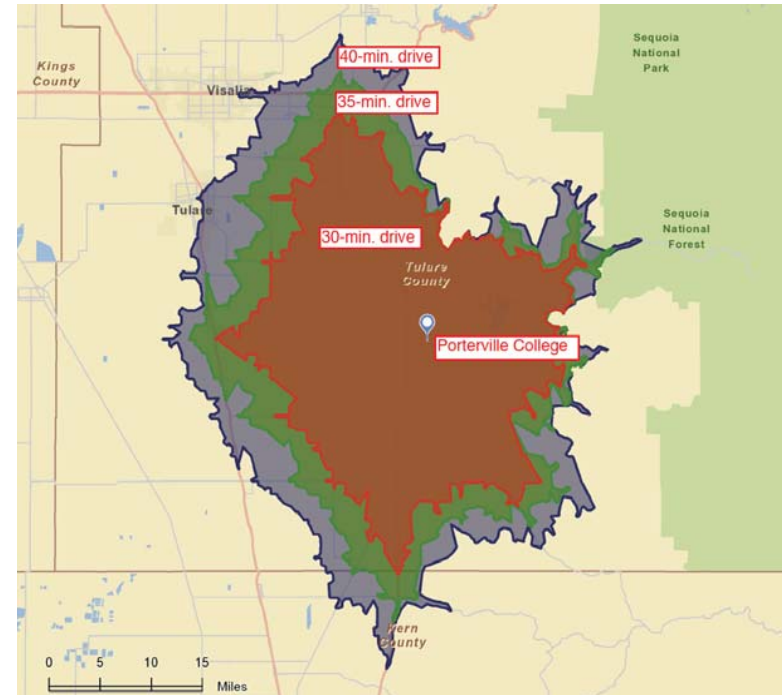 Sequoia
National
Park
40-min. drive
Kings
County
Visalia
35-min. drive
Tulare
Sequoia
National
Forest
30-min. drive
Tulare
County
Porterville College
Kern
County
0 5 10 15
Miles